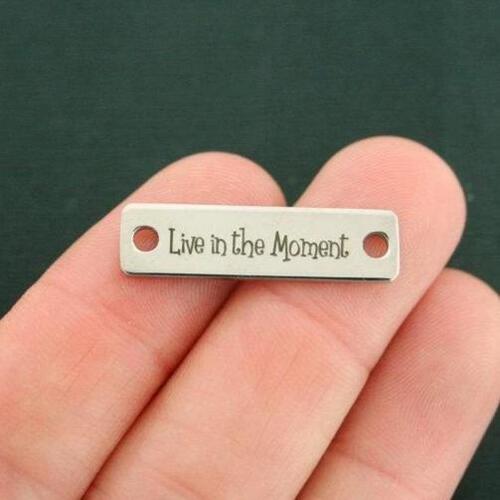 Live in the Moment